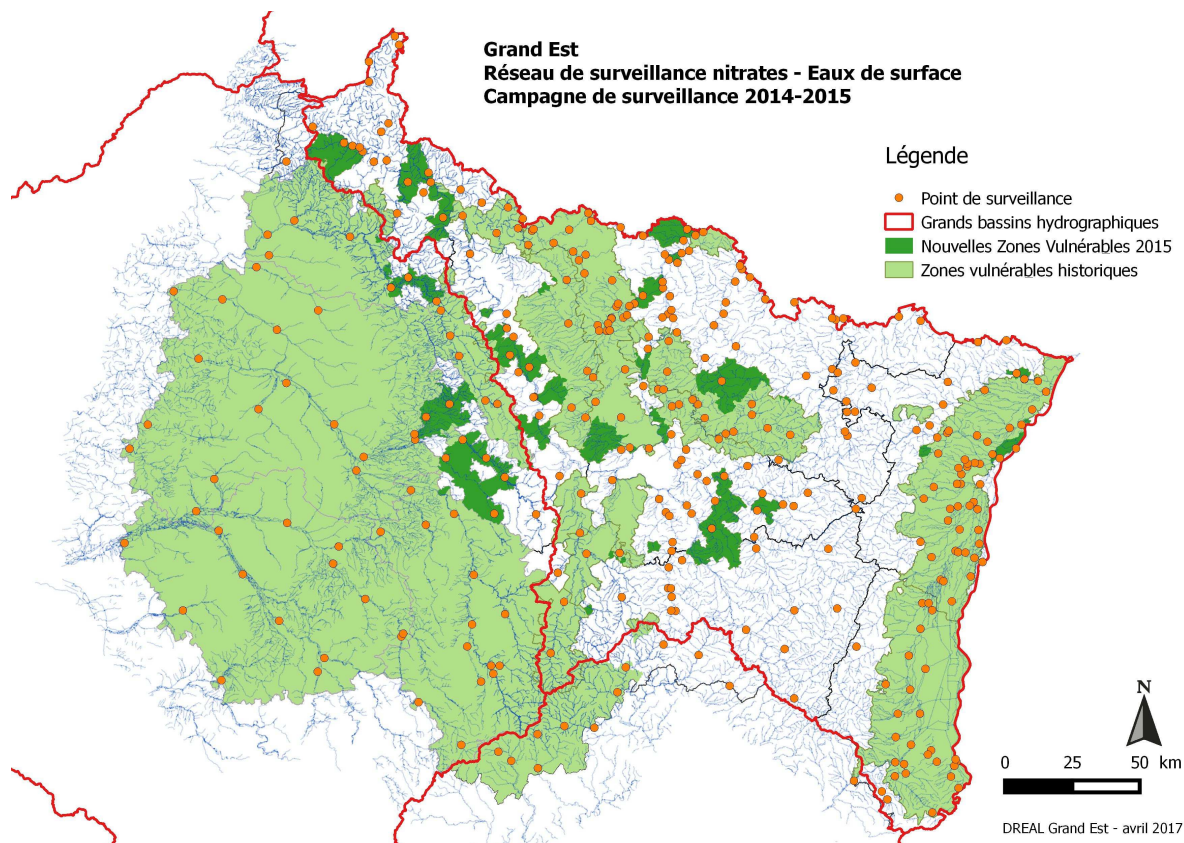 Grand Est
Réseau de surveillance nitrates - Eaux de surface
Campagne de surveillance 2014-2015
Légende
Point de surveillance
Grands bassins hydrographiques
Nouvelles Zones Vulnérables 2015
Zones vulnérables historiques
N
0 25 50 km
DREAL Grand Est - avril 2017